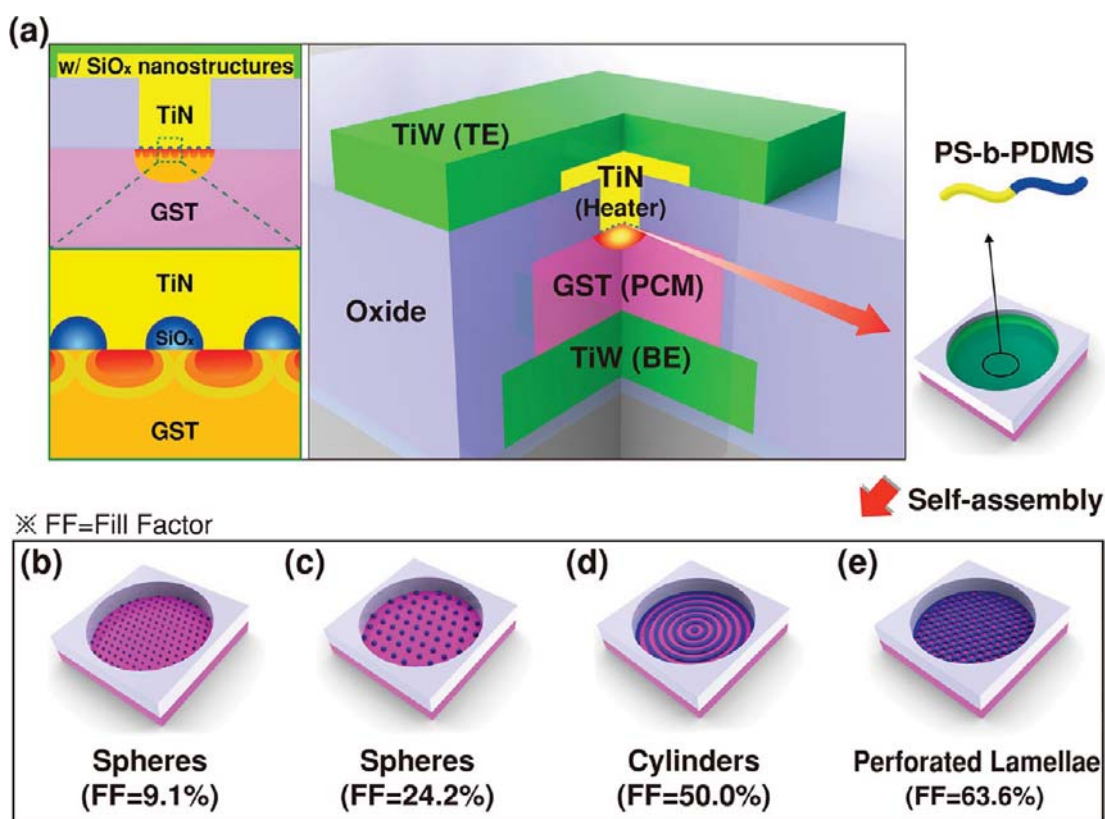 (a)
w/ SiOₓ nanostructures
TiN
GST
TiN
SiOₓ
GST
TiW (TE)
TiN
(Heater)
GST (PCM)
Oxide
TiW (BE)
PS-b-PDMS
Self-assembly
※ FF=Fill Factor
(b)
Spheres
(FF=9.1%)
(c)
Spheres
(FF=24.2%)
(d)
Cylinders
(FF=50.0%)
(e)
Perforated Lamellae
(FF=63.6%)